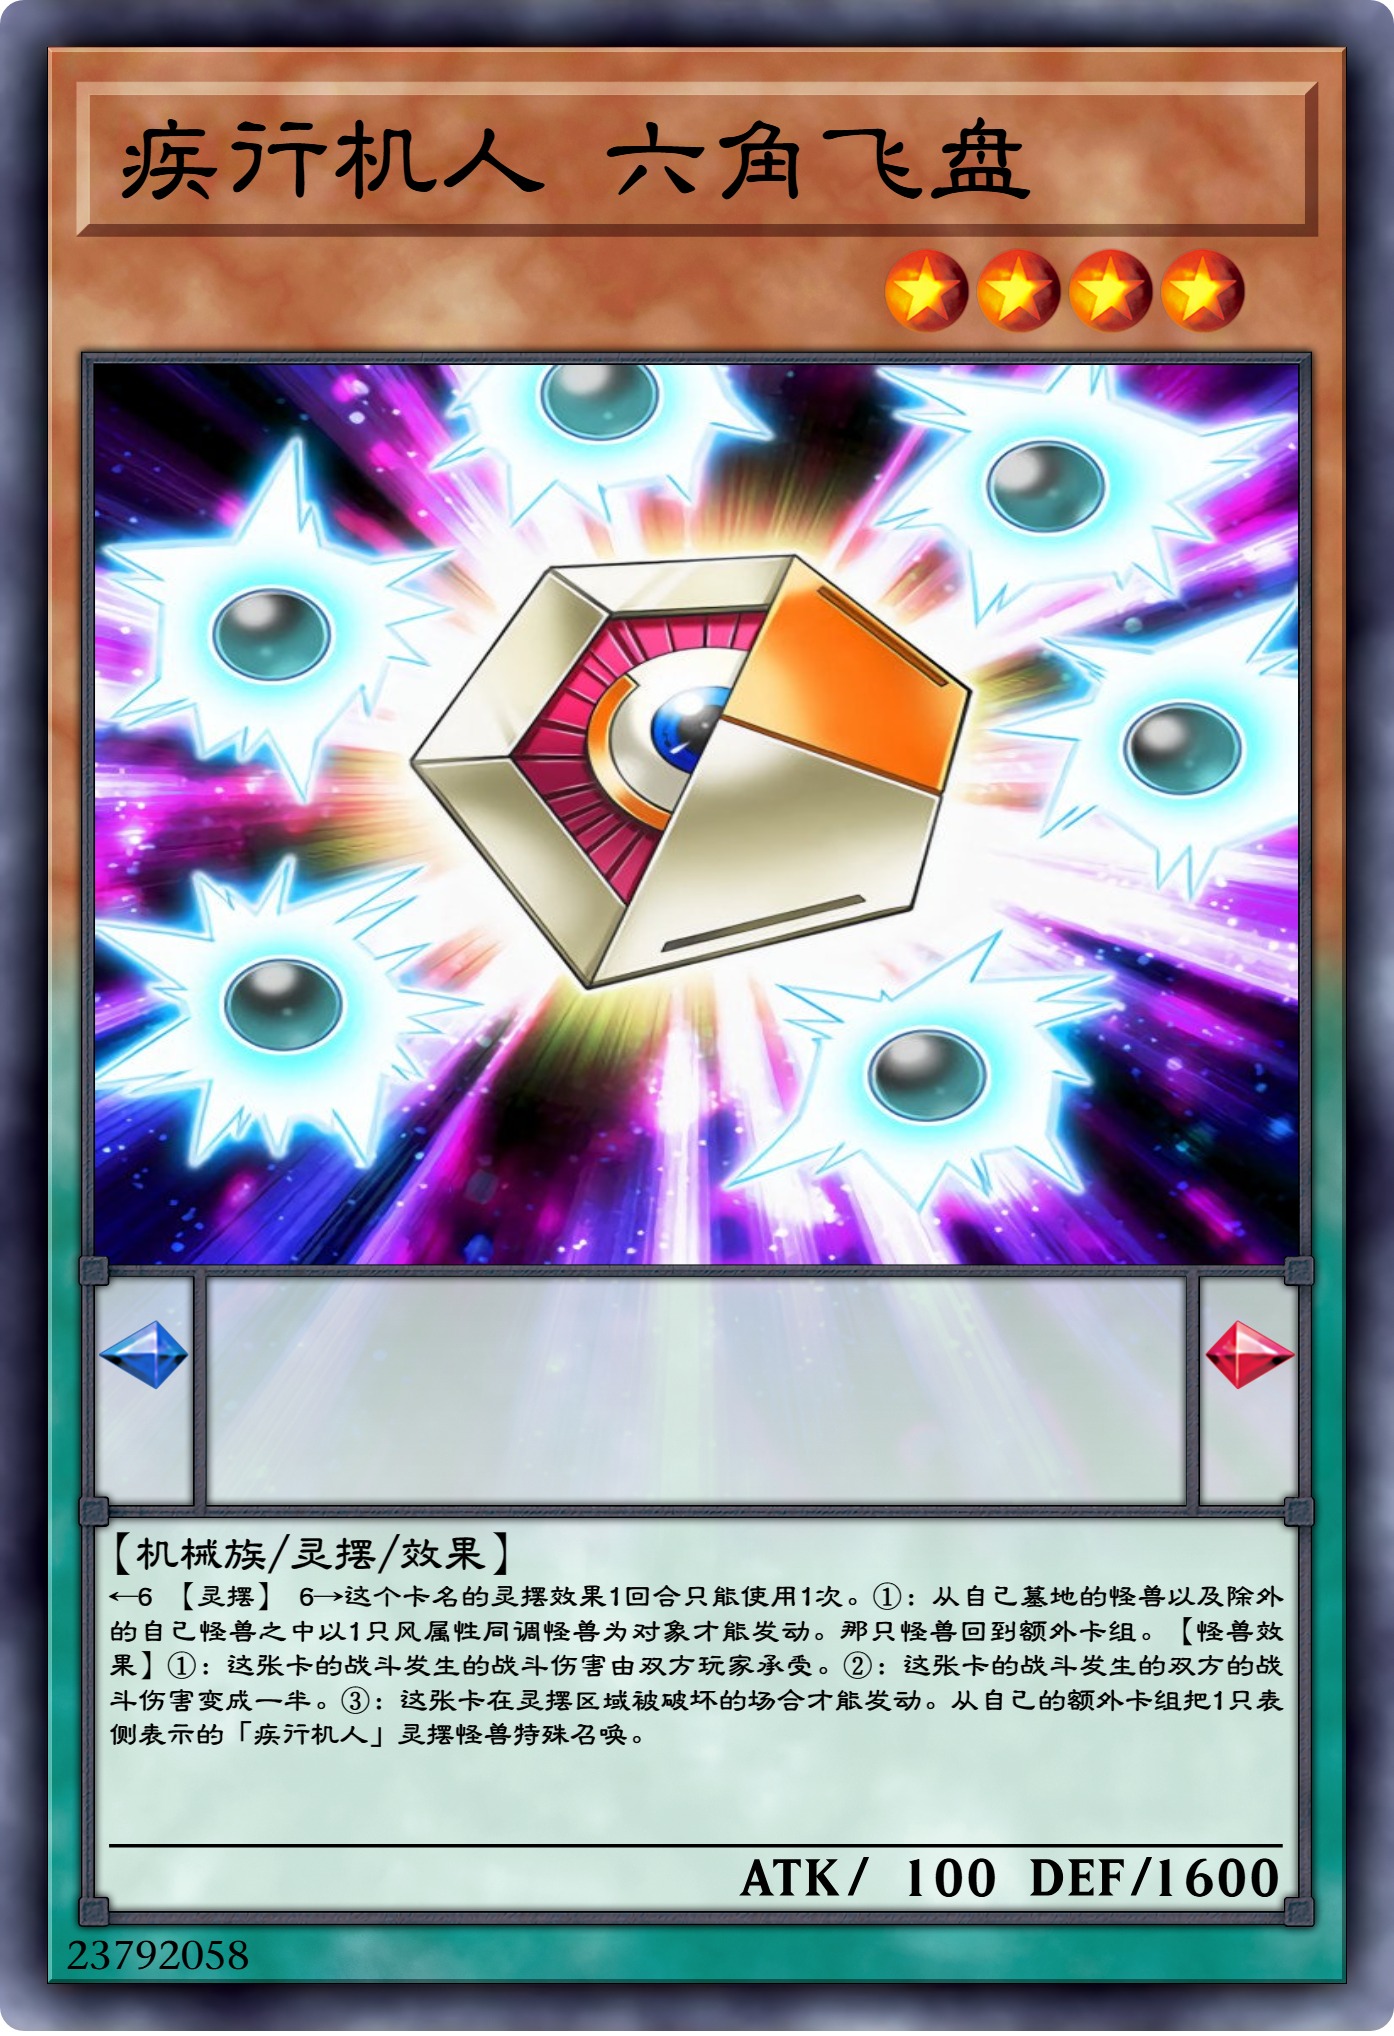 疾行机人 六角飞盘
【机械族/灵摆/效果】
←6 【灵摆】 6→这个卡名的灵摆效果1回合只能使用1次。①：从自己墓地的怪兽以及除外
的自己怪兽之中以1只风属性同调怪兽为对象才能发动。那只怪兽回到额外卡组。【怪兽效
果】①：这张卡的战斗发生的战斗伤害由双方玩家承受。②：这张卡的战斗发生的双方的战
斗伤害变成一半。③：这张卡在灵摆区域被破坏的场合才能发动。从自己的额外卡组把1只表
侧表示的「疾行机人」灵摆怪兽特殊召唤。
ATK/ 100 DEF/1600
23792058